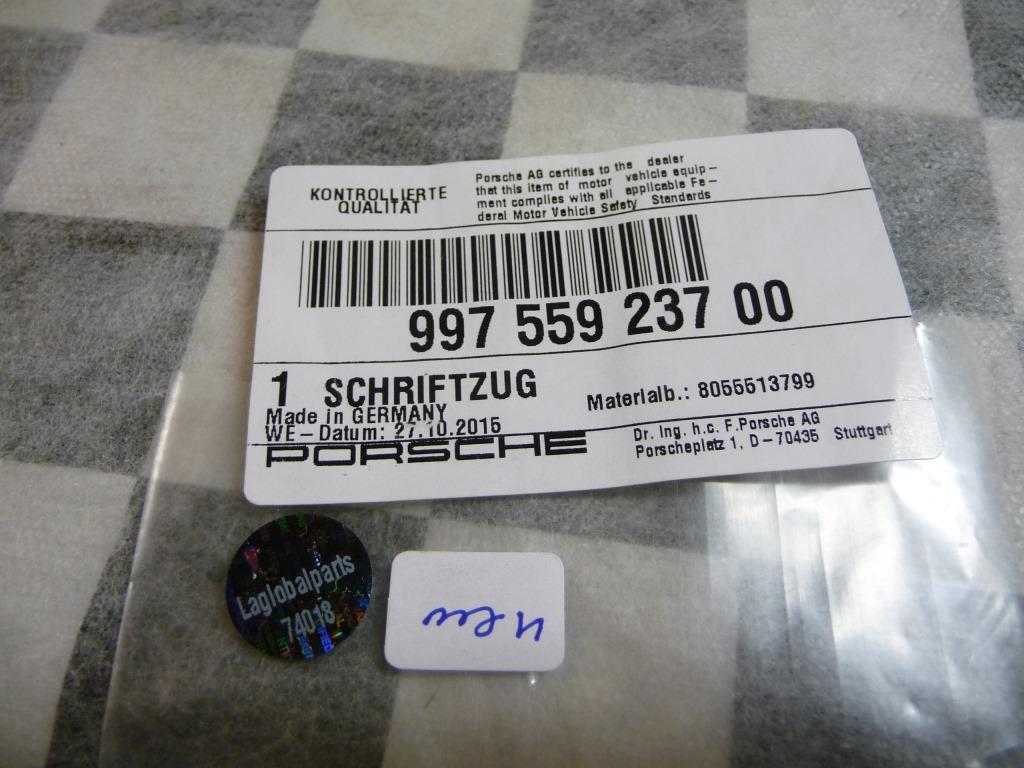 KONTROLLIERTE
QUALITÄT
Porsche AG certifies to the dealer
that this item of motor vehicle equip-
ment complies with all applicable Fe-
deral Motor Vehicle Safety Standards
997 559 237 00
1 SCHRIFTZUG
Made in GERMANY
WE-Datum: 27.10.2015
Materialb.: 8055513799
PORSCHE
Dr. Ing. h.c. F.Porsche AG
Porscheplatz 1, D-70435 Stuttgart
Laglobalparts
74018
new